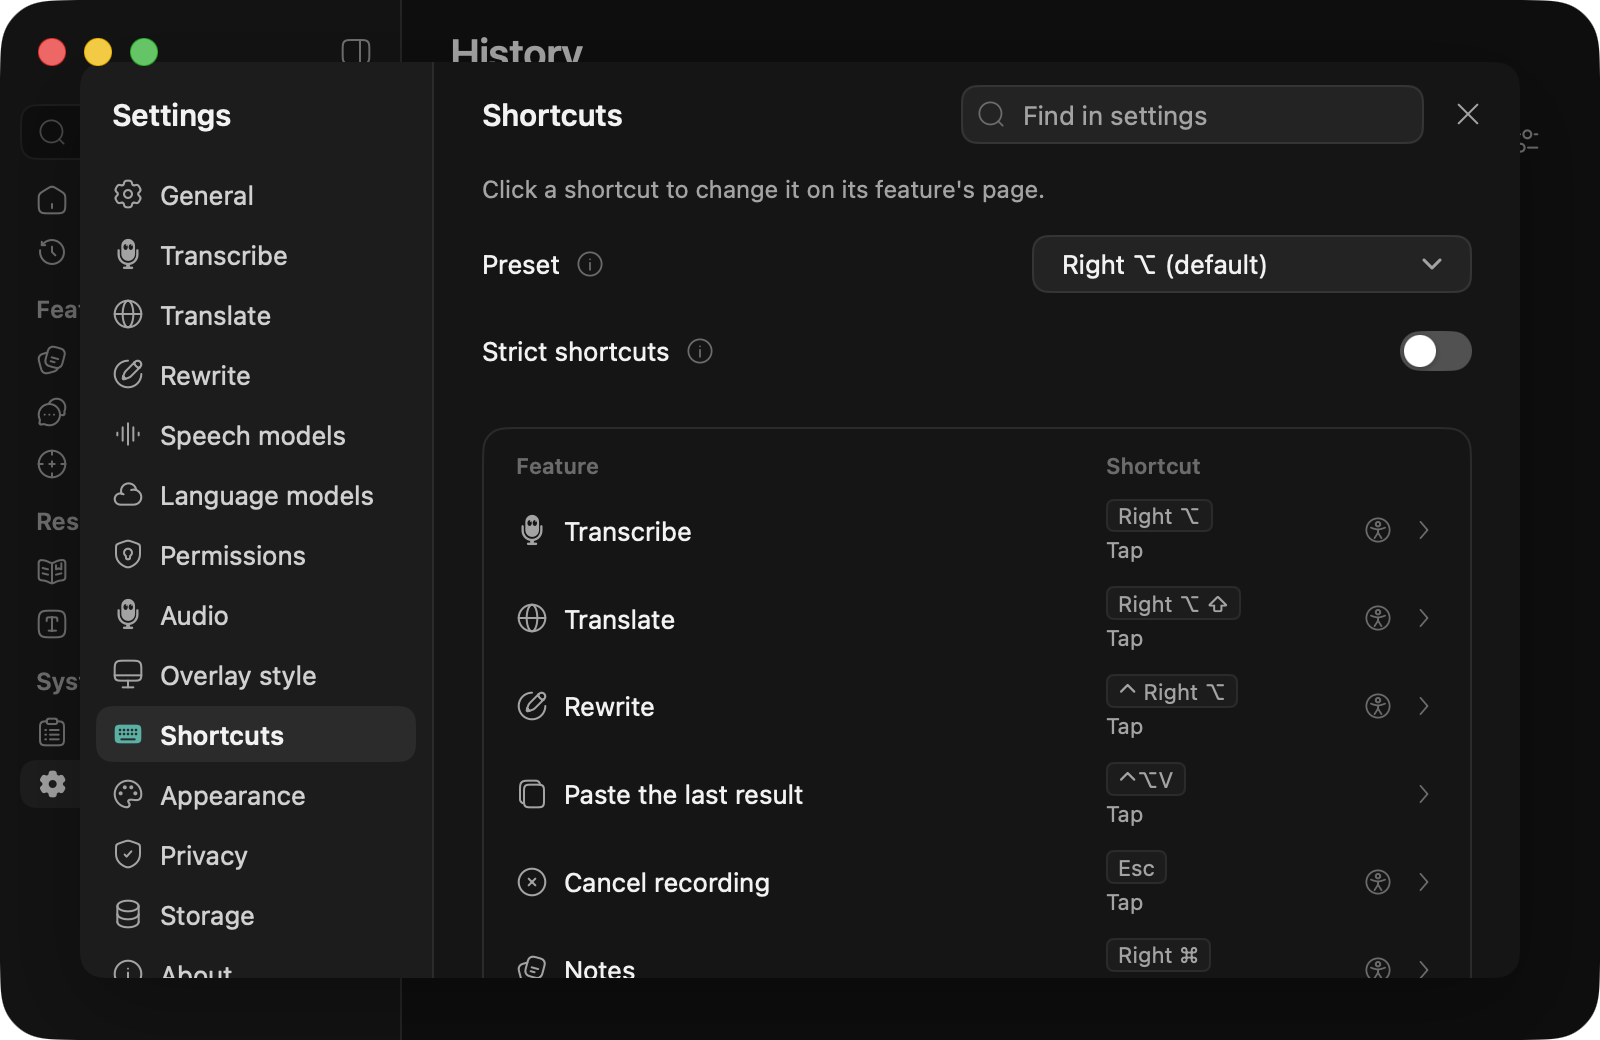 History
Settings
General
Transcribe
Translate
Rewrite
Speech models
Language models
Permissions
Audio
Overlay style
Shortcuts
Appearance
Privacy
Storage
About
Shortcuts
Find in settings
Click a shortcut to change it on its feature's page.
Preset
Right ⌥ (default)
Strict shortcuts
Feature Shortcut
Transcribe Right ⌥
Tap
Translate Right ⌥ ⇧
Tap
Rewrite ^ Right ⌥
Tap
Paste the last result ^⌥V
Tap
Cancel recording Esc
Tap
Notes Right ⌘